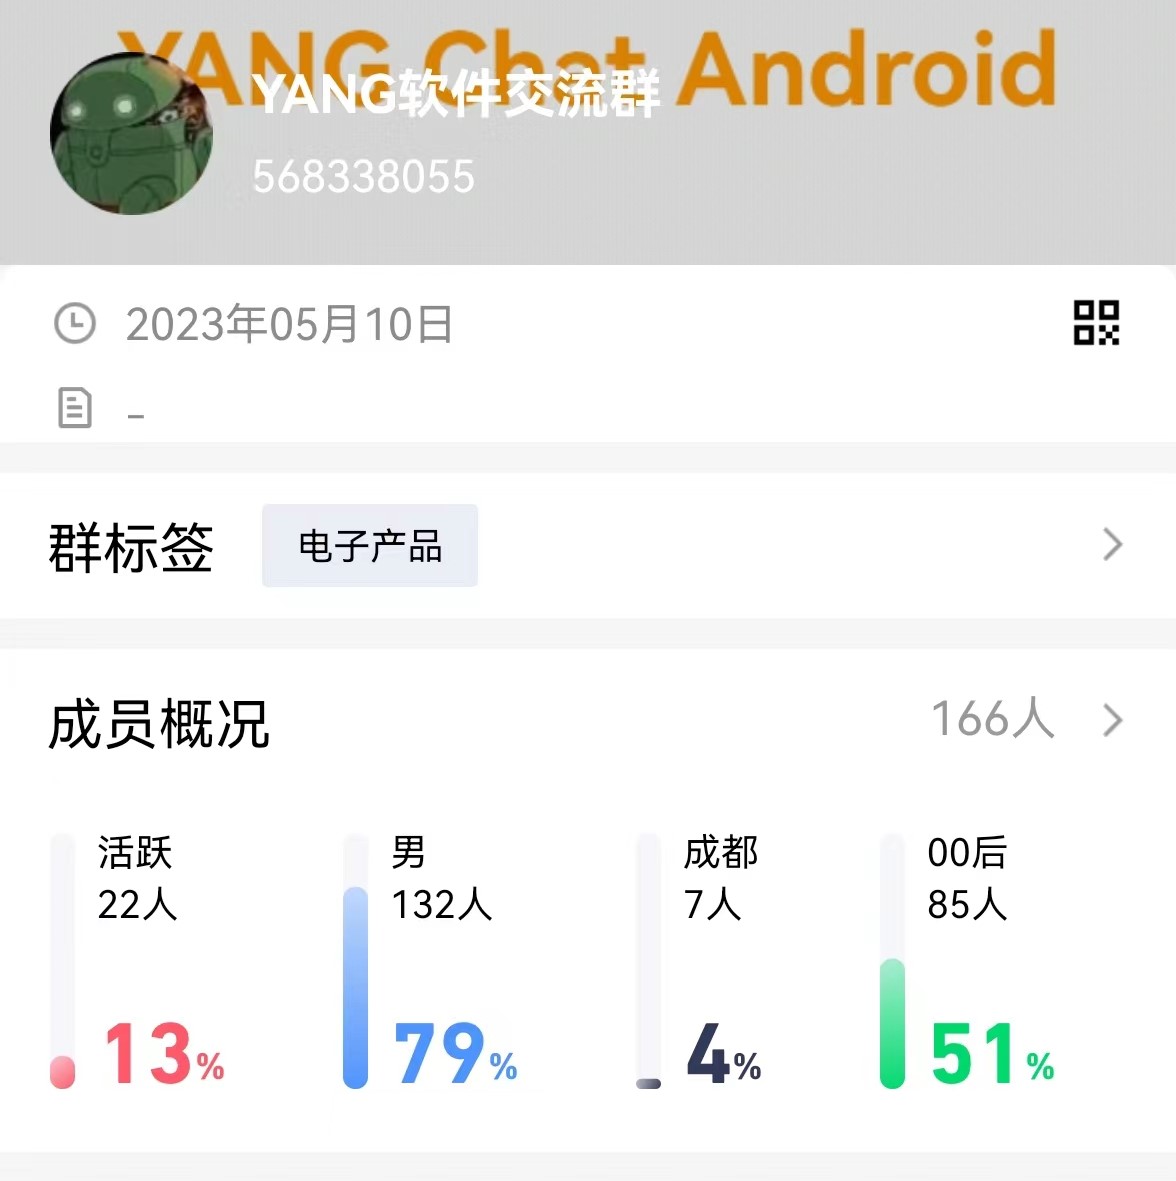 YANG Chat Android
YANG软件交流群
568338055
2023年05月10日
–
群标签 电子产品
成员概况 166人
活跃 男 成都 00后
22人 132人 7人 85人
13% 79% 4% 51%